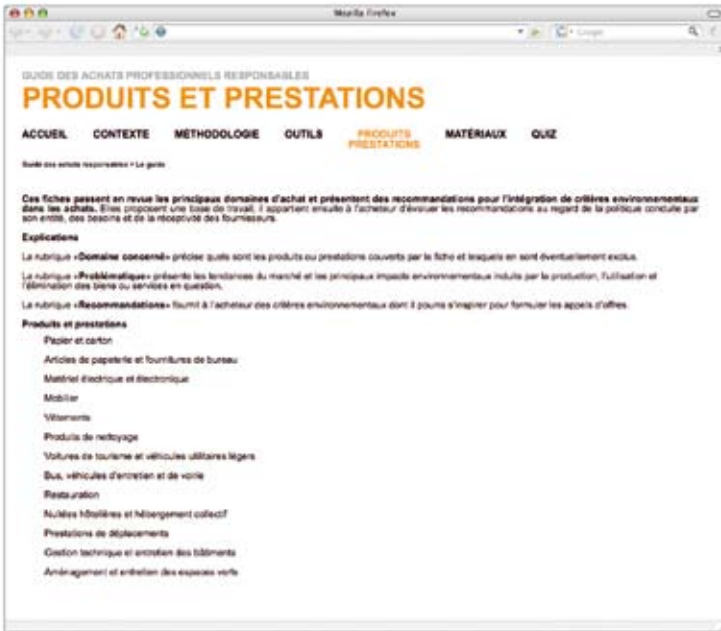 Mozilla Firefox
Google
GUIDE DES ACHATS PROFESSIONNELS RESPONSABLES
PRODUITS ET PRESTATIONS
ACCUEIL CONTEXTE MÉTHODOLOGIE OUTILS PRODUITS PRESTATIONS MATÉRIAUX QUIZ
Guide des achats responsables > Le guide
Ces fiches passent en revue les principaux domaines d'achat et présentent des recommandations pour l'intégration de critères environnementaux
dans les achats. Elles proposent une base de travail, il appartient ensuite à l'acheteur d'évaluer les recommandations au regard de la politique conduite par
son entité, des besoins et de la réceptivité des fournisseurs.
Explications
La rubrique «Domaine concerné» précise quels sont les produits ou prestations couverts par la fiche et lesquels en sont éventuellement exclus.
La rubrique «Problématique» présente les tendances du marché et les principaux impacts environnementaux induits par la production, l'utilisation et
l'élimination des biens ou services en question.
La rubrique «Recommandations» fournit à l'acheteur des critères environnementaux dont il pourra s'inspirer pour formuler les appels d'offres.
Produits et prestations
Papier et carton
Articles de papeterie et fournitures de bureau
Matériel électrique et électronique
Mobilier
Vêtements
Produits de nettoyage
Voitures de tourisme et véhicules utilitaires légers
Bus, véhicules d'entretien et de voirie
Restauration
Nuitées hôtelières et hébergement collectif
Prestations de déplacements
Gestion technique et entretien des bâtiments
Aménagement et entretien des espaces verts